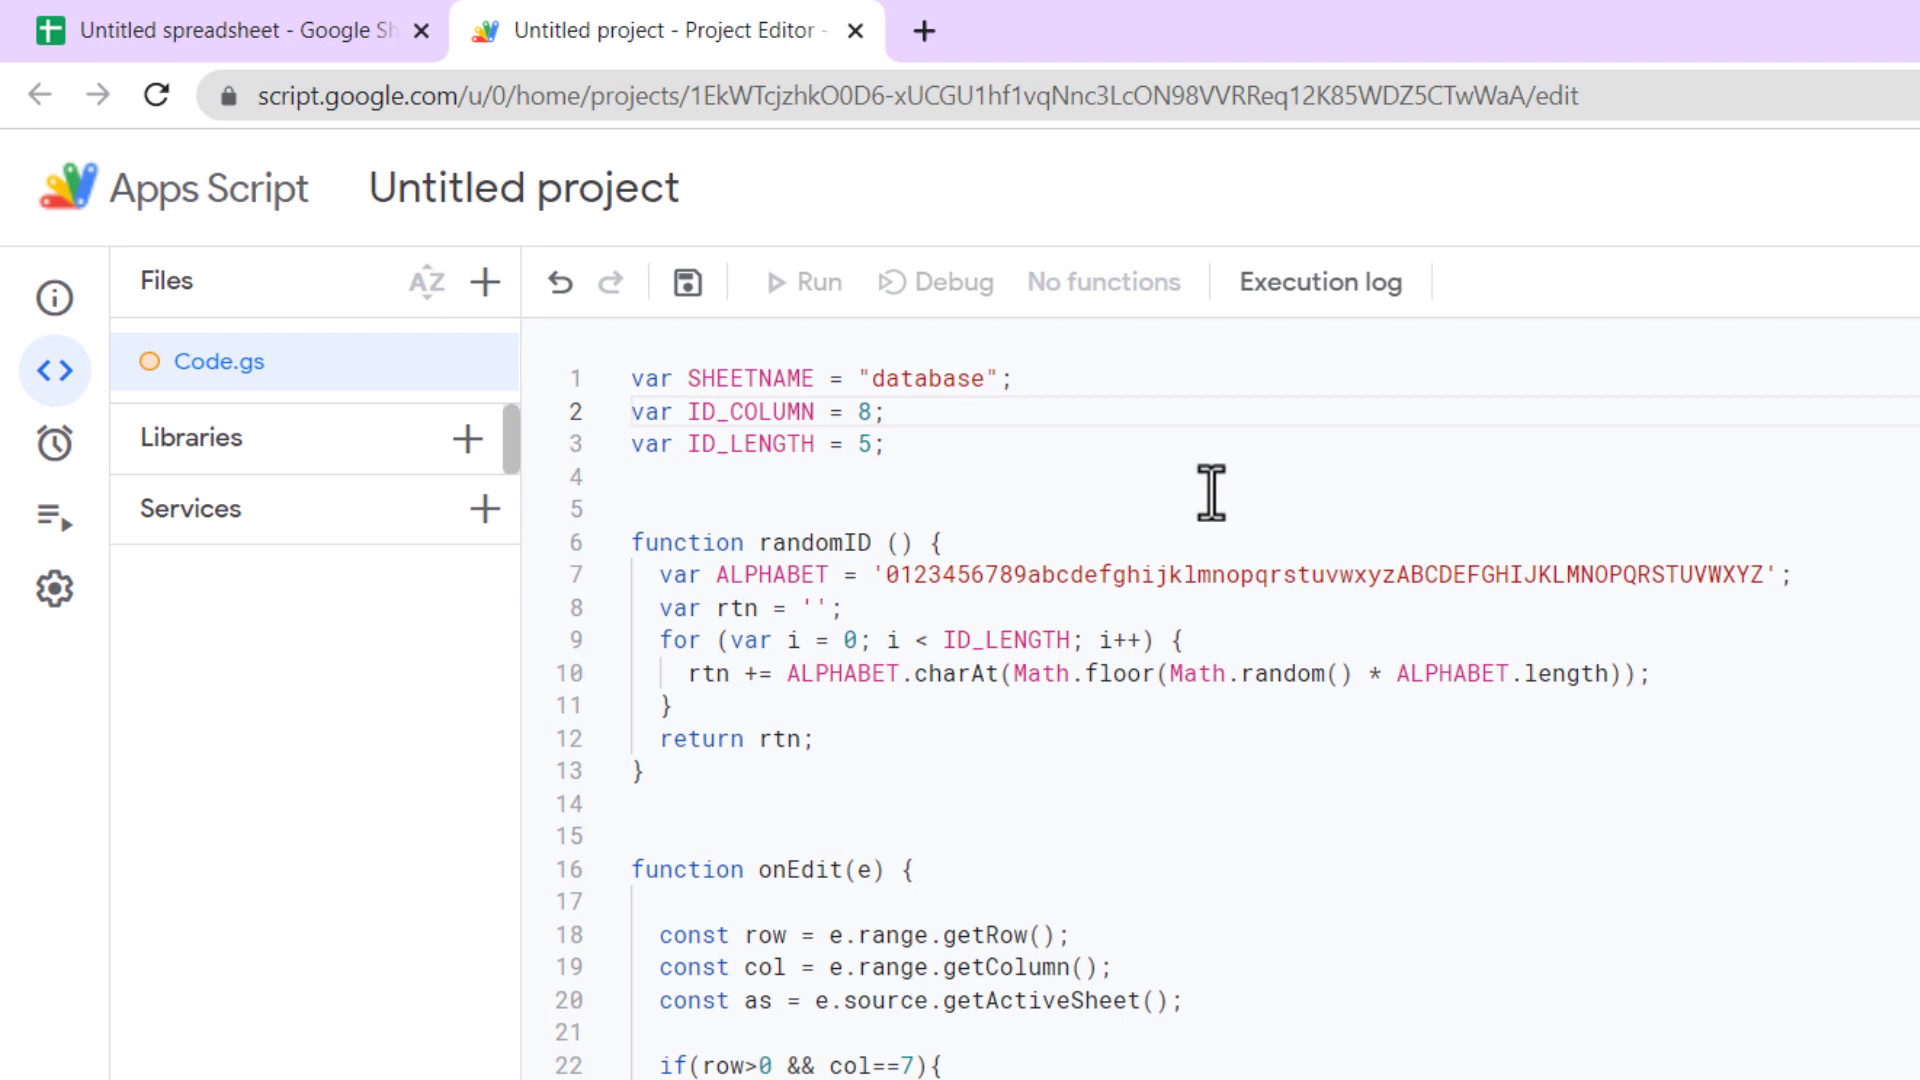 Untitled spreadsheet - Google Sh
Untitled project - Project Editor -
script.google.com/u/0/home/projects/1EkWTcjzhkO0D6-xUCGU1hf1vqNnc3LcON98VVRReq12K85WDZ5CTwWaA/edit
Apps Script Untitled project
Files
AZ
Run Debug No functions Execution log
Code.gs
Libraries
Services
1 var SHEETNAME = "database";
2 var ID_COLUMN = 8;
3 var ID_LENGTH = 5;
4
5
6 function randomID () {
7 var ALPHABET = '0123456789abcdefghijklmnopqrstuvwxyzABCDEFGHIJKLMNOPQRSTUVWXYZ';
8 var rtn = '';
9 for (var i = 0; i < ID_LENGTH; i++) {
10 rtn += ALPHABET.charAt(Math.floor(Math.random() * ALPHABET.length));
11 }
12 return rtn;
13 }
14
15
16 function onEdit(e) {
17
18 const row = e.range.getRow();
19 const col = e.range.getColumn();
20 const as = e.source.getActiveSheet();
21
22 if(row>0 && col==7){